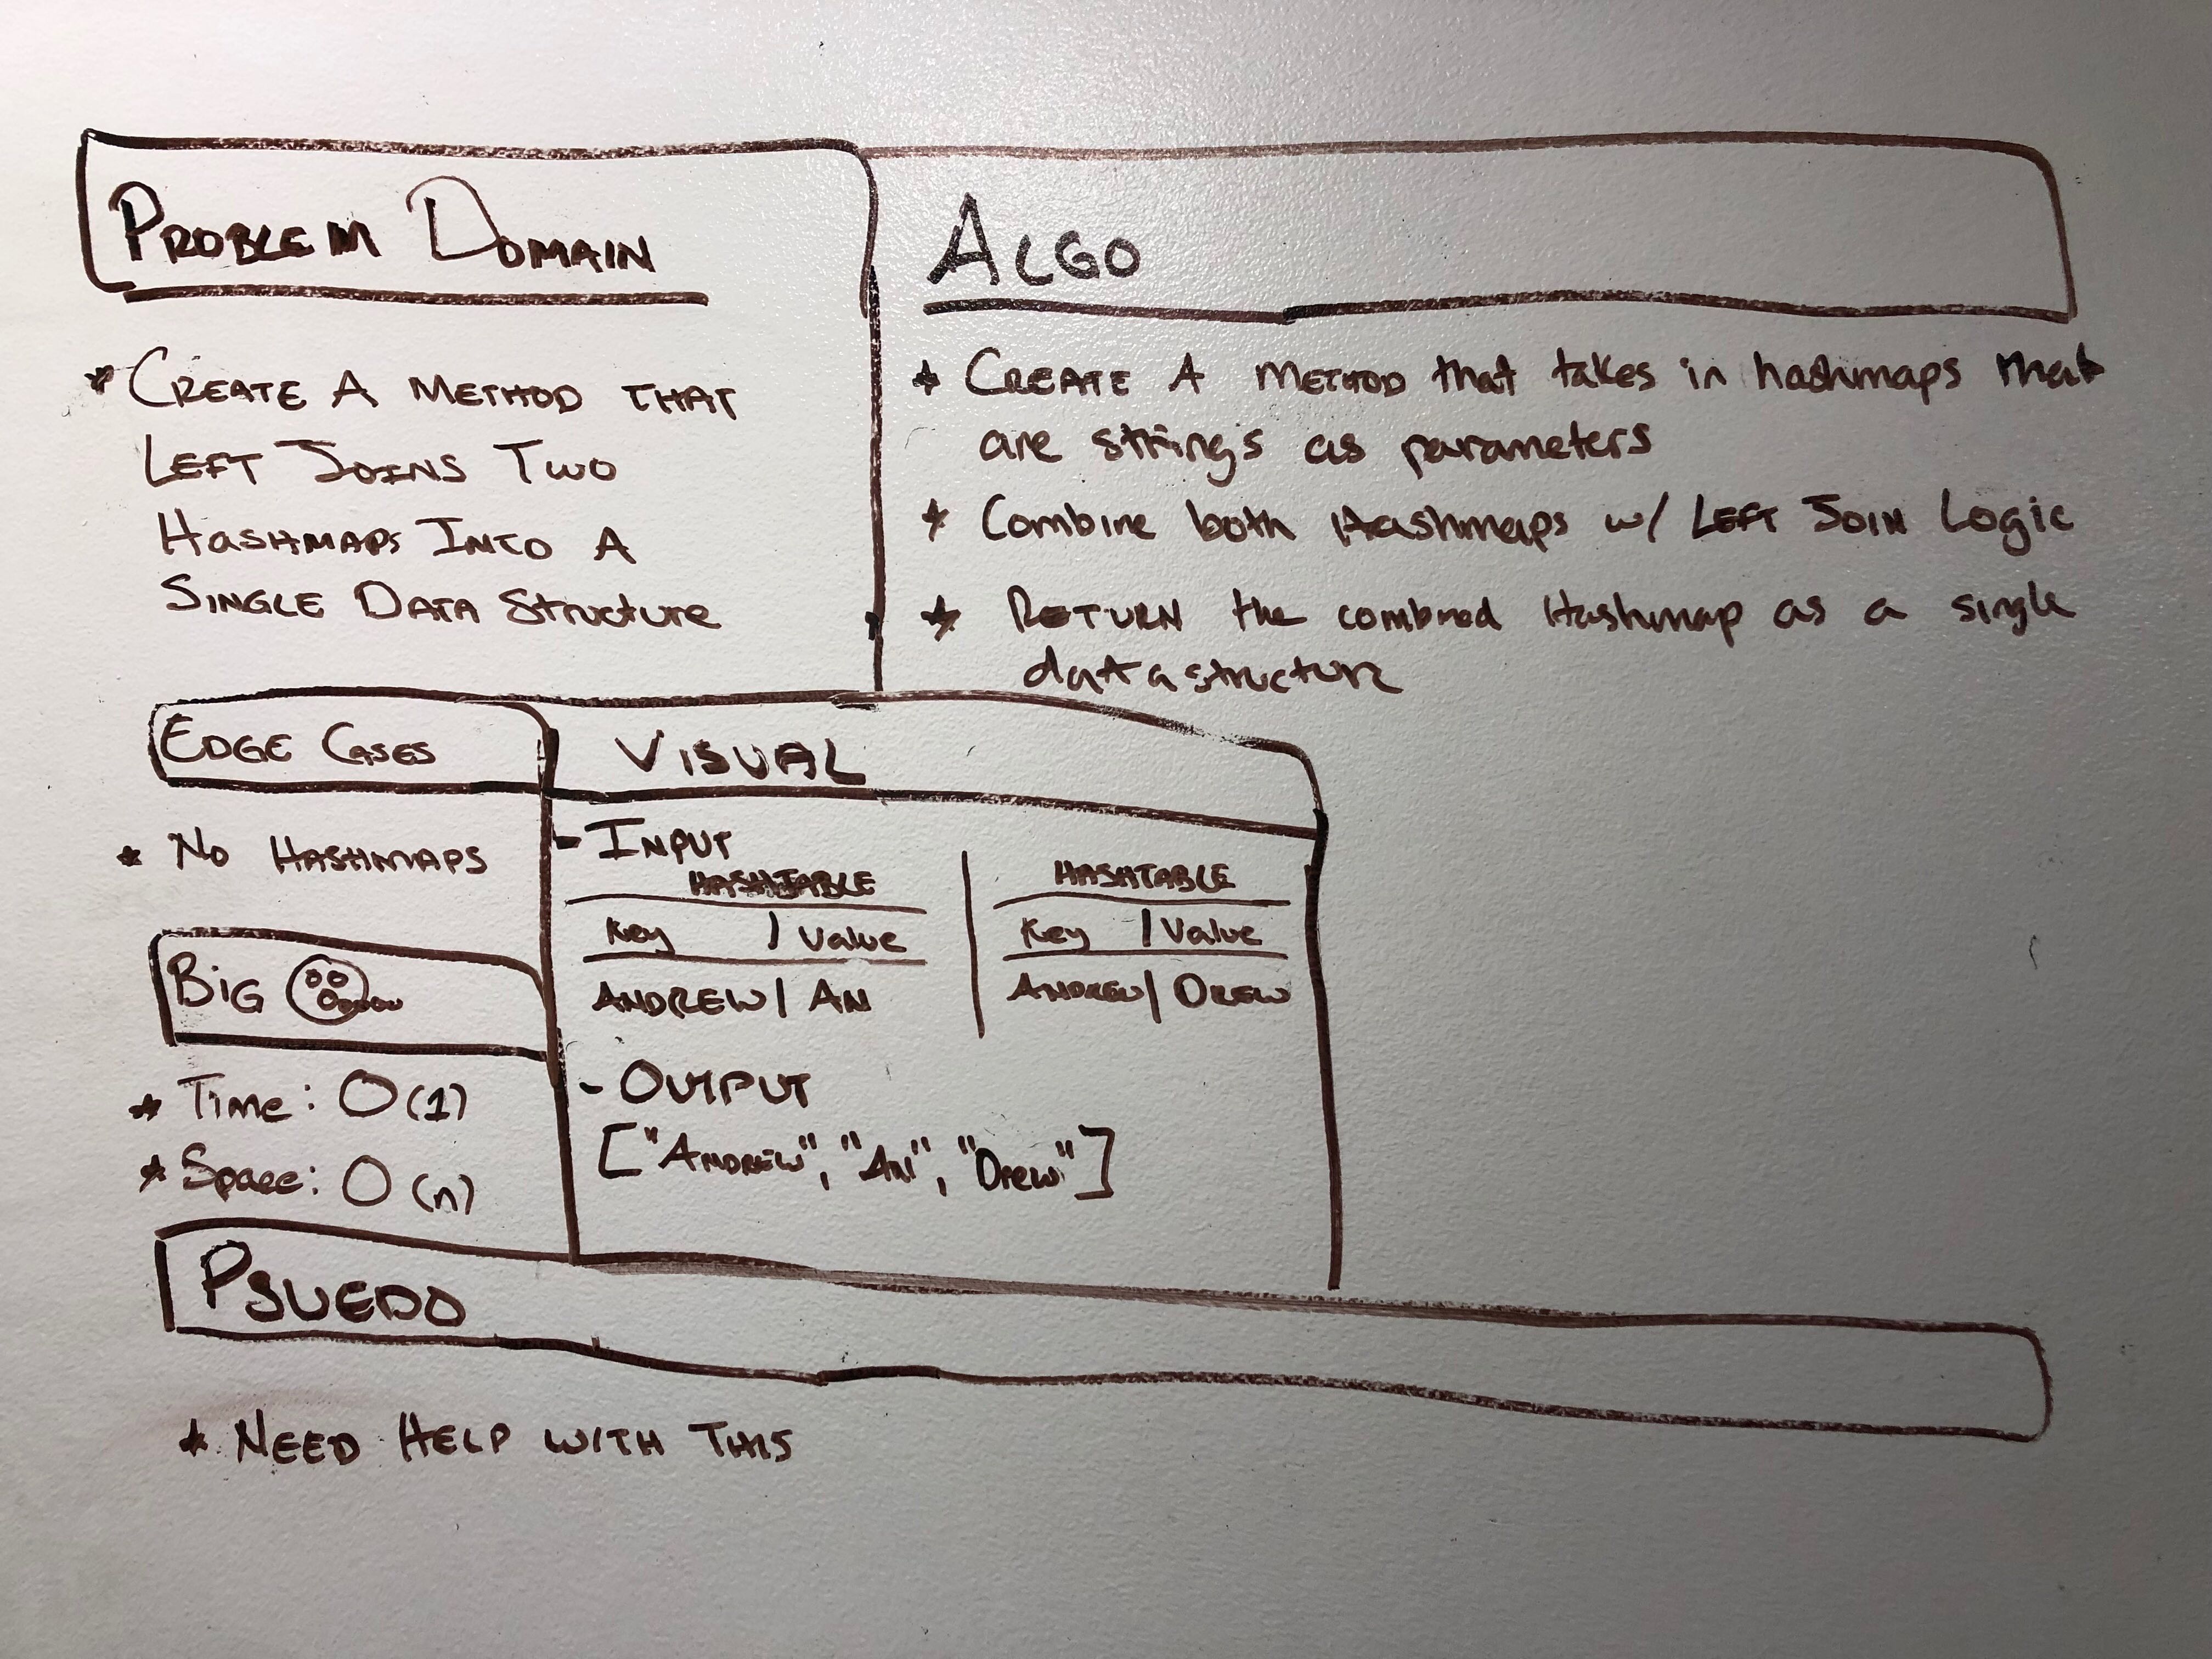 PROBLEM DOMAIN
* CREATE A METHOD THAT
LEFT JOINS TWO
HASHMAPS INTO A
SINGLE DATA Structure
ALGO
* CREATE A METHOD that takes in hashmaps that
are strings as parameters
* Combine both Hashmaps w/ LEFT JOIN Logic
* RETURN the combined Hashmap as a single
data structure
EDGE CASES
* No HASHMAPS
BIG
* Time: O(1)
* Space: O(n)
VISUAL
- INPUT
HASHTABLE | HASHTABLE
Key | Value | Key | Value
ANDREW | AN | ANDREW | DREW
- OUTPUT
["ANDREW", "AN", "Drew"]
PSUEDO
* NEED HELP WITH THIS